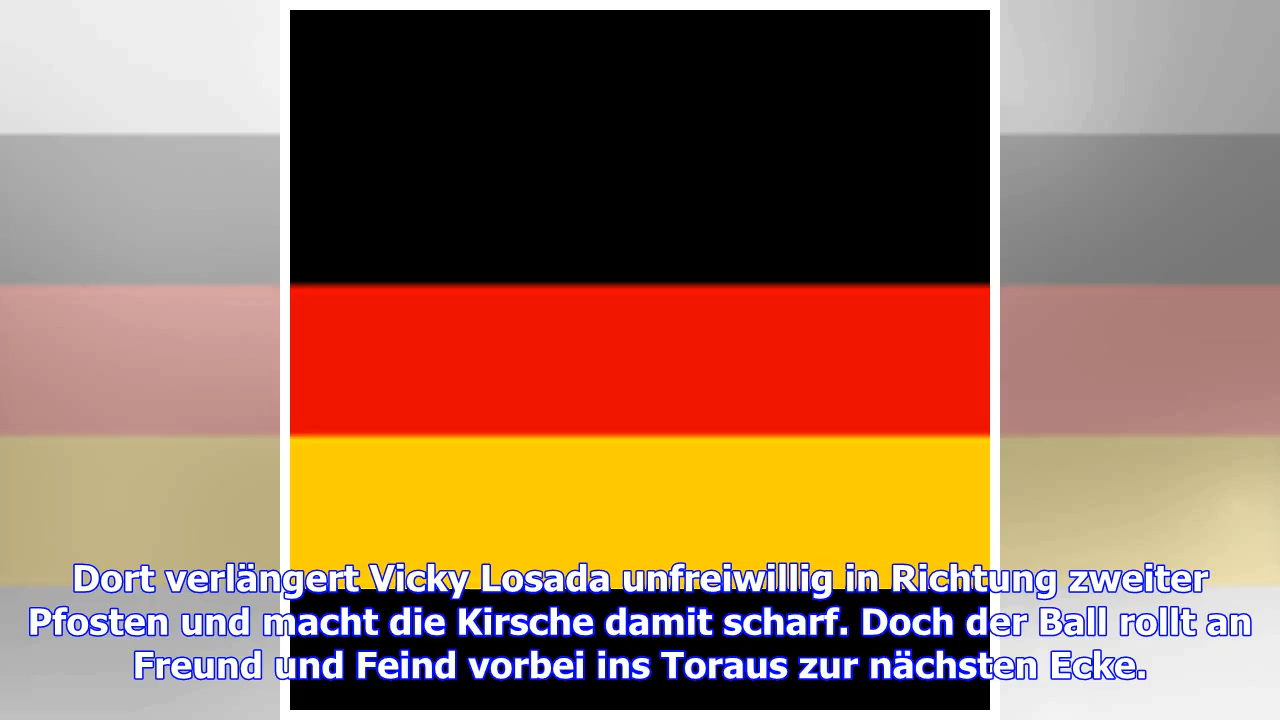 Dort verlängert Vicky Losada unfreiwillig in Richtung zweiter
Pfosten und macht die Kirsche damit scharf. Doch der Ball rollt an
Freund und Feind vorbei ins Toraus zur nächsten Ecke.